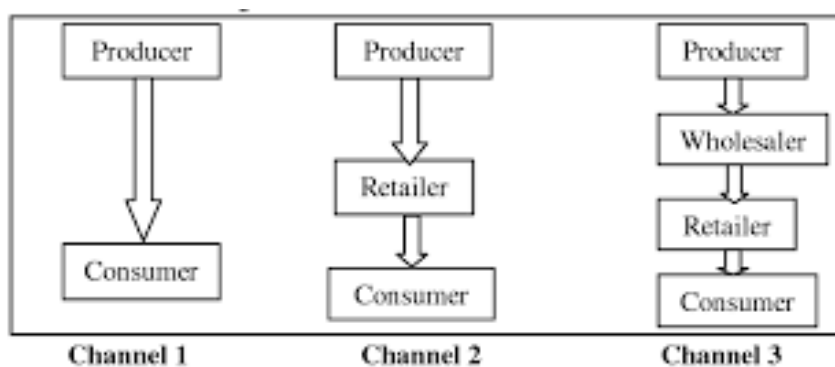 Producer
Consumer
Channel 1
Producer
Retailer
Consumer
Channel 2
Producer
Wholesaler
Retailer
Consumer
Channel 3